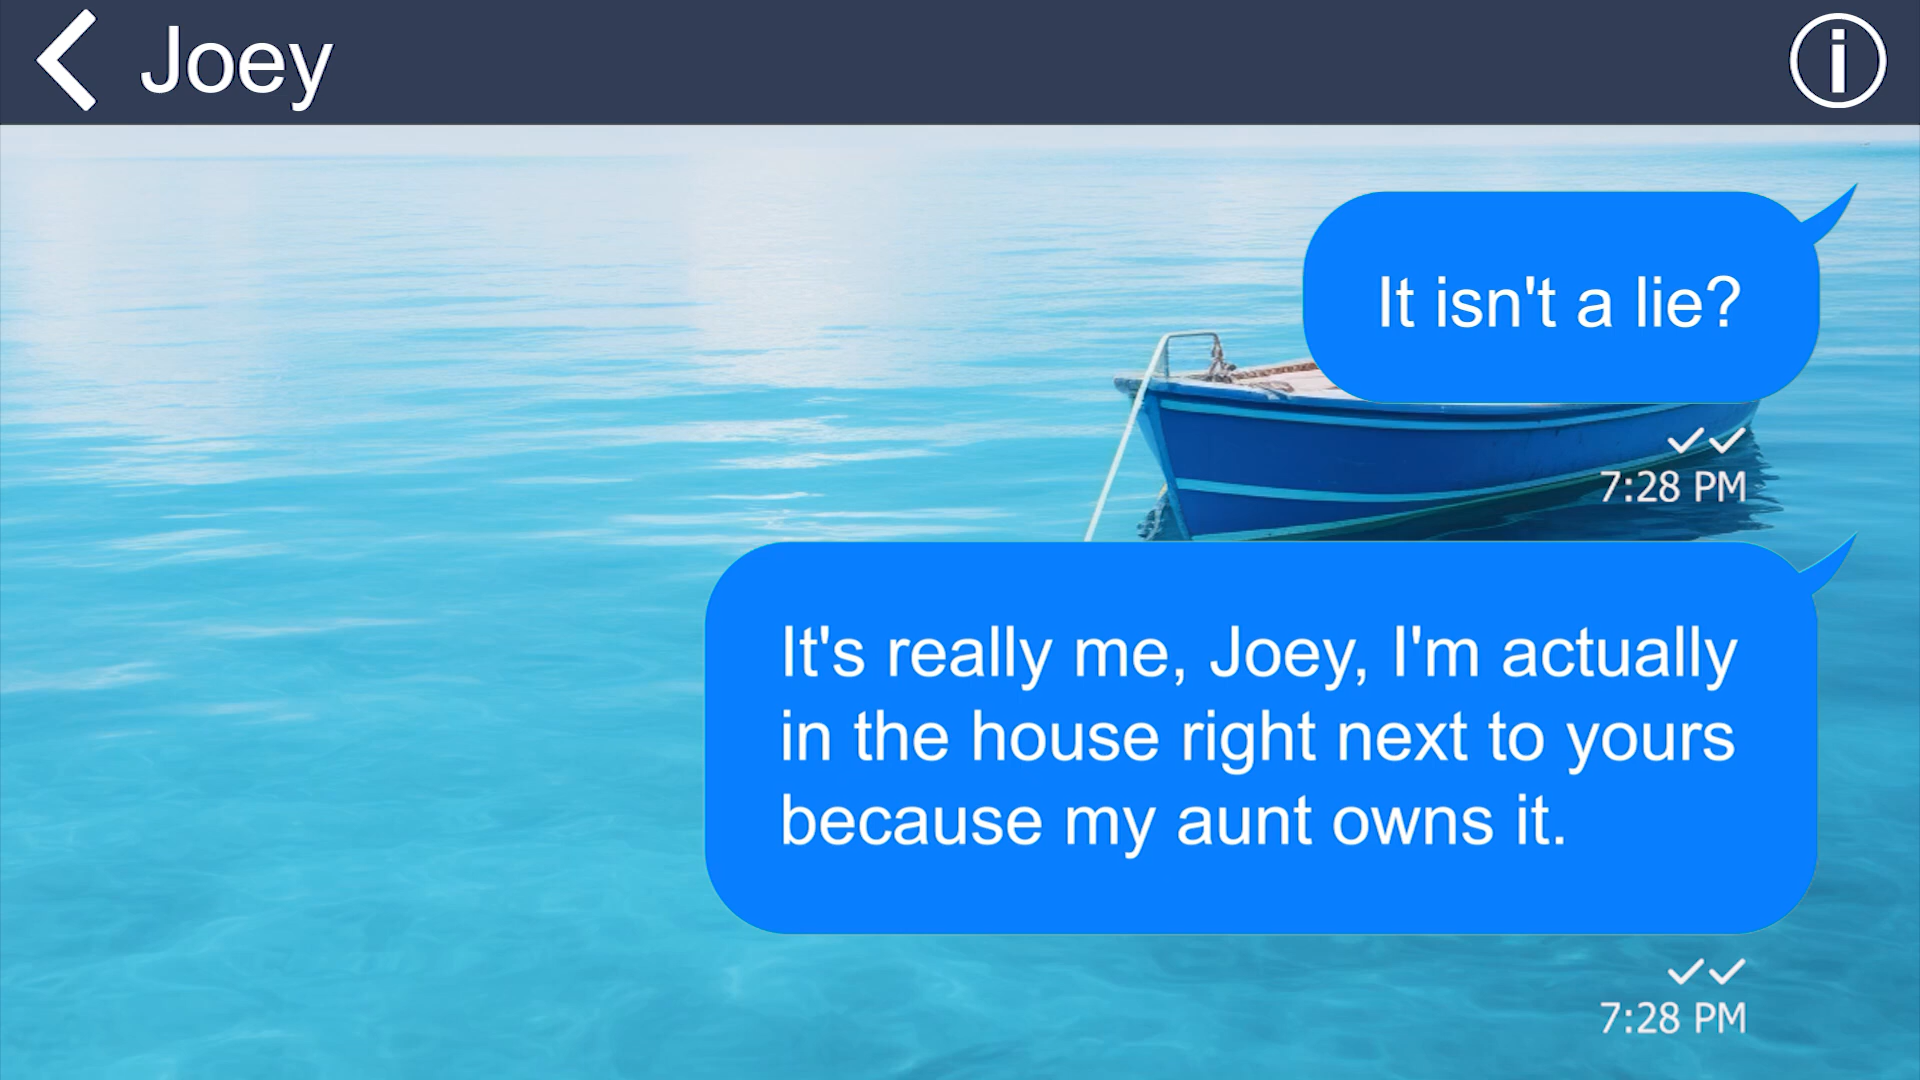 Joey
It isn't a lie?
7:28 PM
It's really me, Joey, I'm actually
in the house right next to yours
because my aunt owns it.
7:28 PM